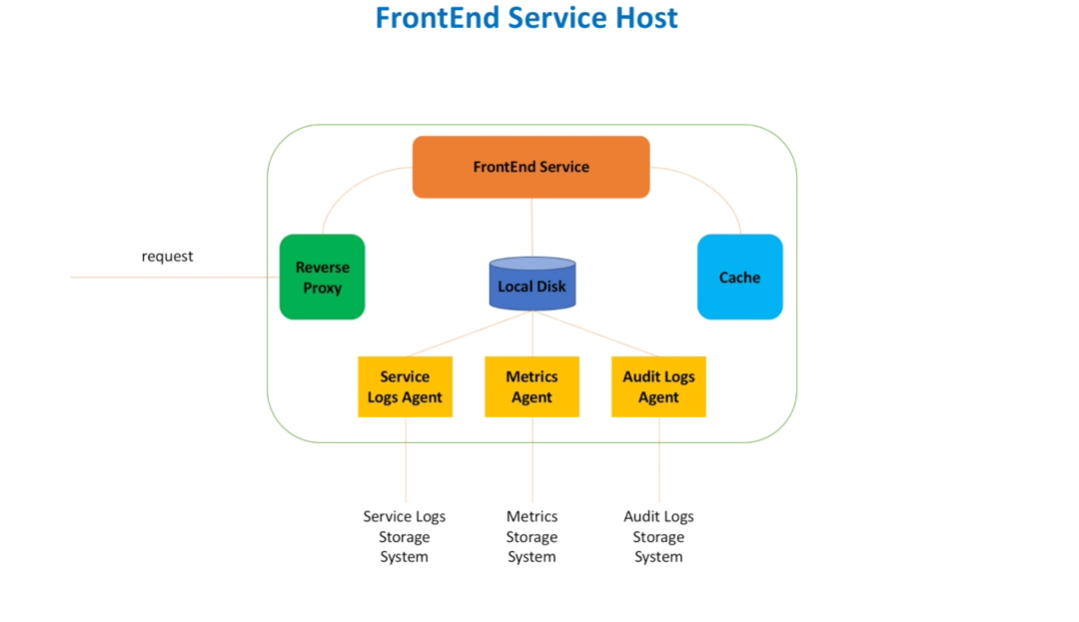 FrontEnd Service Host
FrontEnd Service
request
Reverse
Proxy
Local Disk
Cache
Service
Logs Agent
Metrics
Agent
Audit Logs
Agent
Service Logs
Storage
System
Metrics
Storage
System
Audit Logs
Storage
System